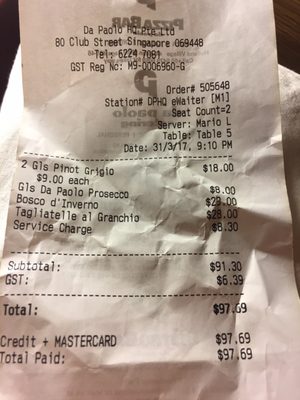 PIZZA BAR
Da Paolo HQ Pte Ltd
80 Club Street Singapore 069448
Tel: 6224 7081
GST Reg No: M9-0006960-G
Order# 505648
Station# DPHQ eWaiter [M1]
Seat Count=2
Server: Mario L
Table: Table 5
Date: 31/3/17, 9:10 PM
2 Gls Pinot Grigio $18.00
$9.00 each
Gls Da Paolo Prosecco $8.00
Bosco d'Inverno $29.00
Tagliatelle al Granchio $28.00
Service Charge $8.30
Subtotal: $91.30
GST: $6.39
Total: $97.69
Credit + MASTERCARD $97.69
Total Paid: $97.69